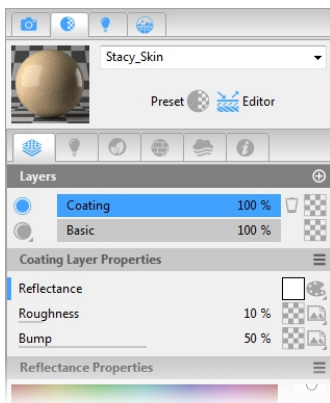 Stacy_Skin
Preset Editor
Layers
Coating 100 %
Basic 100 %
Coating Layer Properties
Reflectance
Roughness 10 %
Bump 50 %
Reflectance Properties